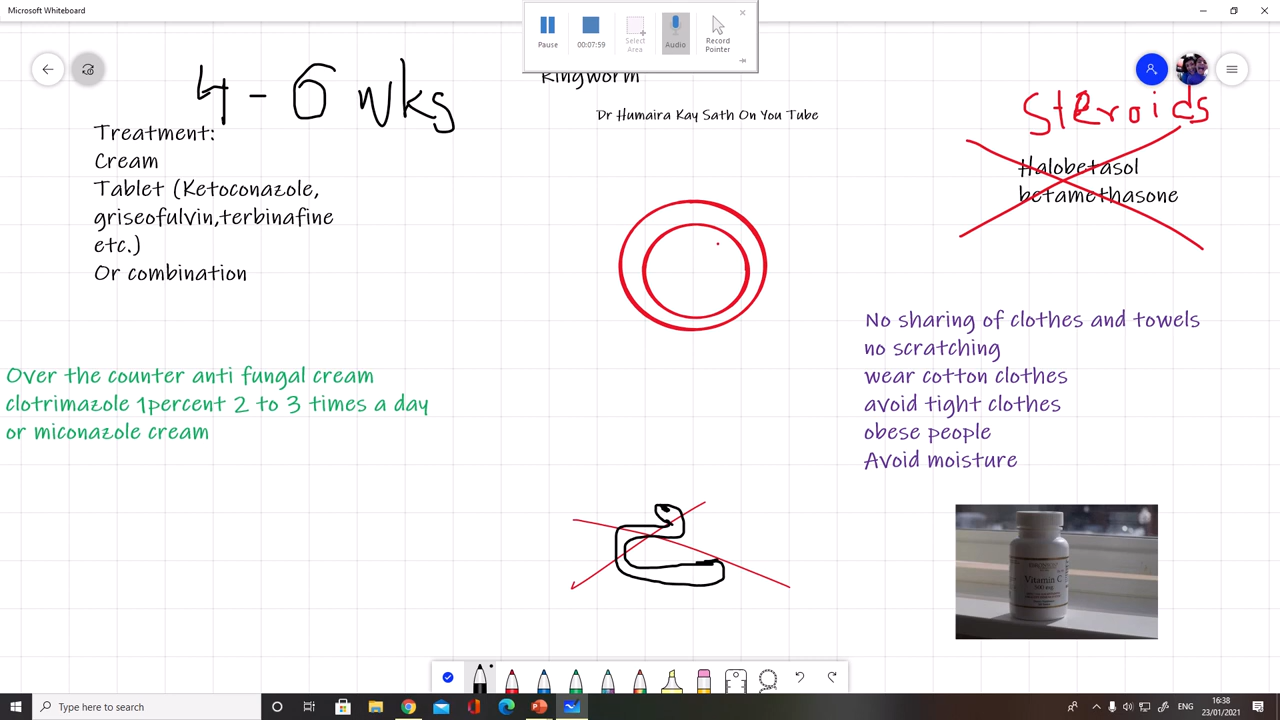 Microsoft Whiteboard
Pause
00:07:59
Select
Area
Audio
Record
Pointer
Ringworm
Dr Humaira Kay Sath On You Tube
4 - 6 wks
Treatment:
Cream
Tablet (Ketoconazole,
griseofulvin,terbinafine
etc.)
Or combination
Steroids
Halobetasol
betamethasone
Over the counter anti fungal cream
clotrimazole 1percent 2 to 3 times a day
or miconazole cream
No sharing of clothes and towels
no scratching
wear cotton clothes
avoid tight clothes
obese people
Avoid moisture
Vitamin C
Type here to search
16:38
23/01/2021